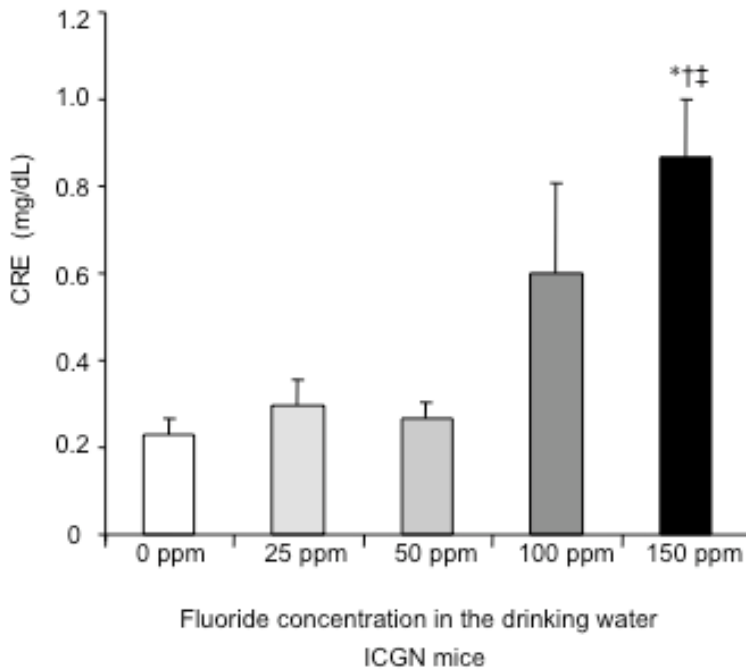 1.2
1.0
0.8
0.6
0.4
0.2
0
CRE (mg/dL)
*†‡
0 ppm 25 ppm 50 ppm 100 ppm 150 ppm
Fluoride concentration in the drinking water
ICGN mice